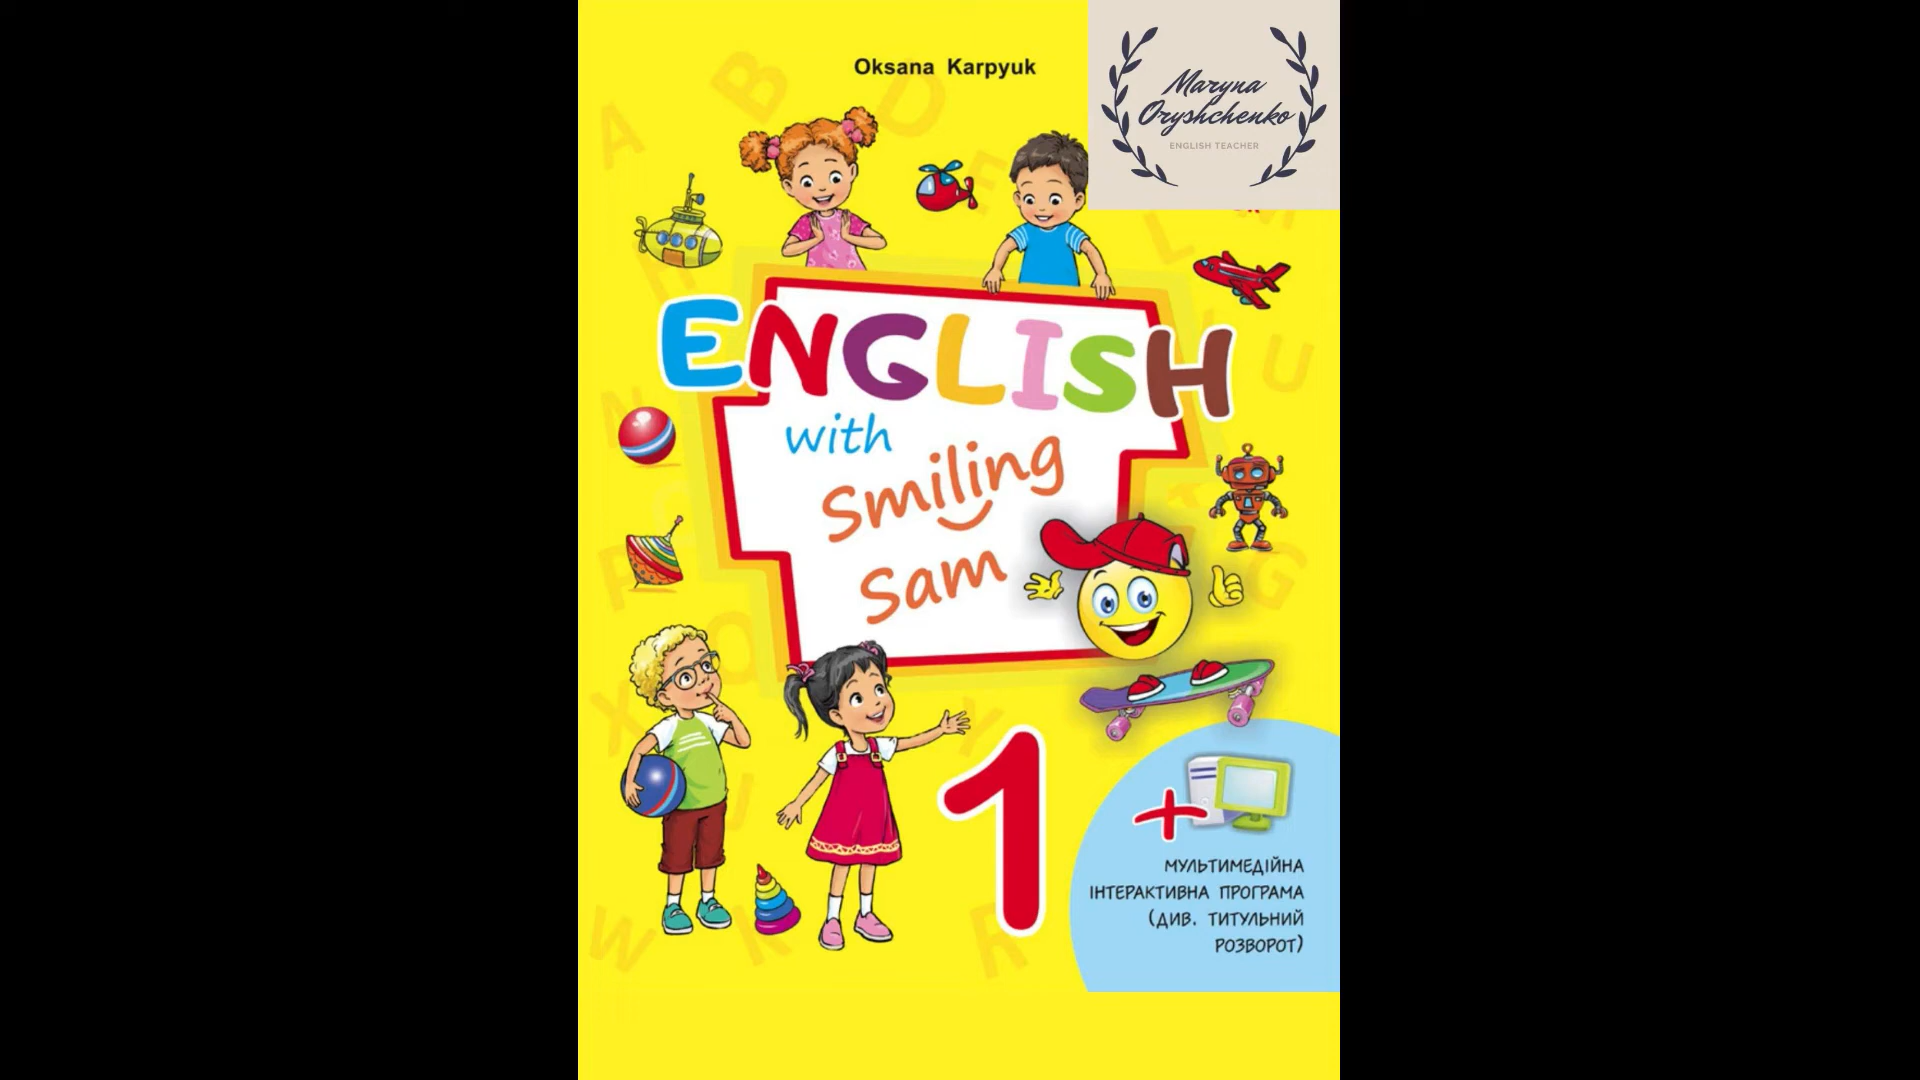 Oksana Karpyuk
Maryna
Oryshchenko
ENGLISH TEACHER
ENGLISH
with
Smiling
Sam
1
+
МУЛЬТИМЕДІЙНА
ІНТЕРАКТИВНА ПРОГРАМА
(ДИВ. ТИТУЛЬНИЙ
РОЗВОРОТ)